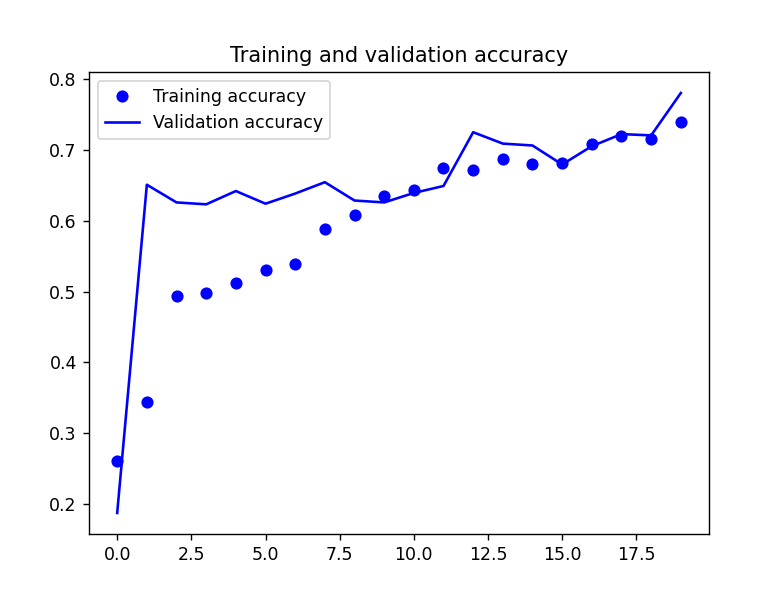 Training and validation accuracy
Training accuracy
Validation accuracy
0.8
0.7
0.6
0.5
0.4
0.3
0.2
0.0 2.5 5.0 7.5 10.0 12.5 15.0 17.5